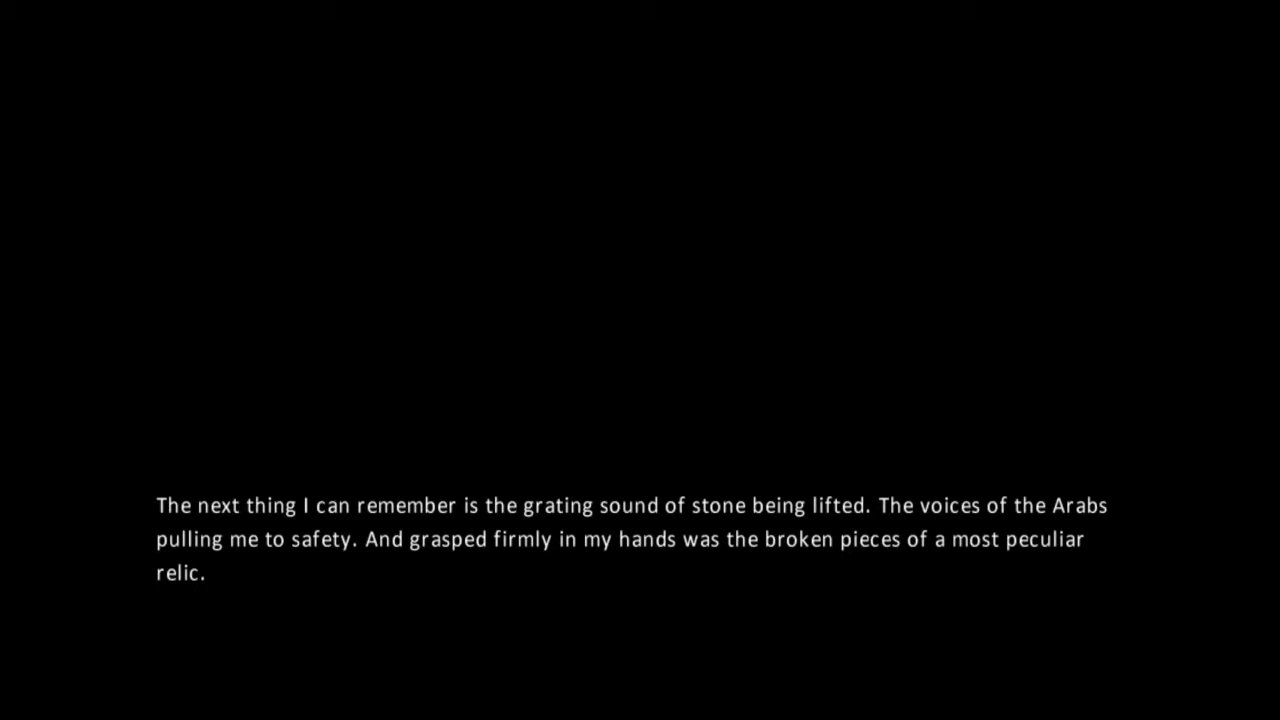 The next thing I can remember is the grating sound of stone being lifted. The voices of the Arabs
pulling me to safety. And grasped firmly in my hands was the broken pieces of a most peculiar
relic.